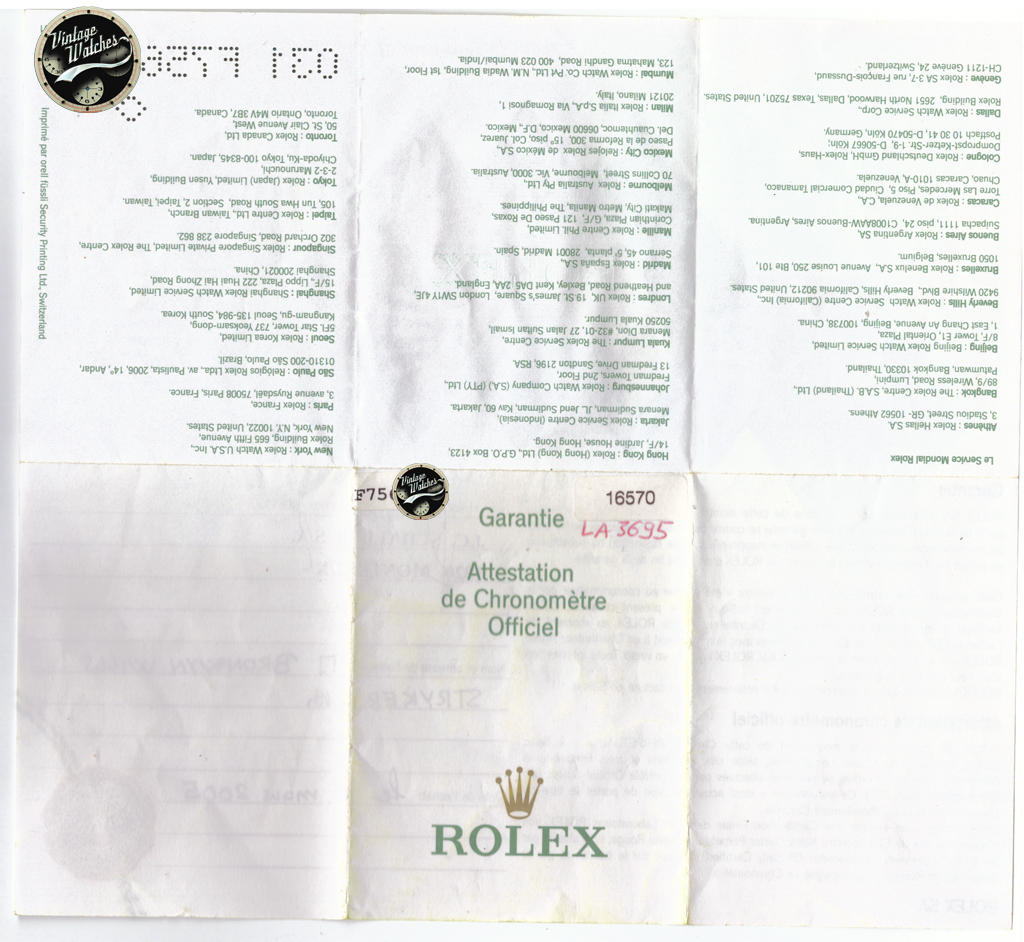 Le Service Mondial Rolex
Athènes : Rolex Hellas S.A.
3, Stadiou Street, GR- 10562 Athens.
Bangkok : The Rolex Centre, S.A.B. (Thailand) Ltd.,
89/9, Wireless Road, Lumpini,
Patumwan, Bangkok 10330, Thailand.
Beijing : Beijing Rolex Watch Service Limited,
8/F, Tower E1, Oriental Plaza,
1, East Chang An Avenue, Beijing, 100738, China.
Beverly Hills : Rolex Watch Service Centre (California) Inc.,
9420 Wilshire Blvd., Beverly Hills, California 90212, United States.
Bruxelles : Rolex Benelux S.A., Avenue Louise 250, Bte 101,
1050 Bruxelles, Belgium.
Buenos Aires : Rolex Argentina SA,
Suipacha 1111, piso 24, C1008AAW-Buenos Aires, Argentina.
Caracas : Rolex de Venezuela, C.A.,
Torre Las Mercedes, Piso 5, Ciudad Comercial Tamanaco,
Chuao, Caracas 1010-A, Venezuela.
Cologne : Rolex Deutschland GmbH, Rolex-Haus,
Dompropst-Ketzer-Str. 1-9, D-50667 Köln,
Postfach 10 30 41, D-50470 Köln, Germany.
Dallas : Rolex Watch Service Corp.,
Rolex Building, 2651 North Harwood, Dallas, Texas 75201, United States.
Genève : Rolex SA 3-7, rue François-Dussaud,
CH-1211 Genève 24, Switzerland.
Hong Kong : Rolex (Hong Kong) Ltd., G.P.O. Box 4123,
14/F, Jardine House, Hong Kong.
Jakarta : Rolex Service Centre (Indonesia),
Menara Sudirman, JL. Jend Sudirman, Kav 60, Jakarta.
Johannesburg : Rolex Watch Company (S.A.) (PTY) Ltd.,
Fredman Towers, 2nd Floor,
13 Fredman Drive, Sandton 2196, RSA.
Kuala Lumpur : The Rolex Service Centre,
Menara Dion, #32-01, 27 Jalan Sultan Ismail,
50250 Kuala Lumpur.
Londres : Rolex UK, 19 St. James's Square, London SW1Y 4JE,
and Heathend Road, Bexley, Kent DA5 2AA, England.
Madrid : Rolex España S.A.,
Serrano 45, 5ª planta, 28001 Madrid, Spain.
Manille : Rolex Centre Phil. Limited,
Corinthian Plaza, G/F, 121 Paseo De Roxas,
Makati City, Metro Manila, The Philippines.
Melbourne : Rolex Australia Pty Ltd.,
70 Collins Street, Melbourne, Vic. 3000, Australia.
Mexico City : Relojes Rolex de México S.A.,
Paseo de la Reforma 300, 15º piso, Col. Juarez,
Del. Cuauhtemoc, 06600 Mexico, D.F., Mexico.
Milan : Rolex Italia S.p.A., Via Romagnosi 1,
20121 Milano, Italy.
Mumbai : Rolex Watch Co. Pvt Ltd., N.M. Wadia Building, 1st Floor,
123, Mahatma Gandhi Road, 400 023 Mumbai/India.
New York : Rolex Watch U.S.A. Inc.,
Rolex Building, 665 Fifth Avenue,
New York, N.Y. 10022, United States.
Paris : Rolex France,
3, avenue Ruysdaël, 75008 Paris, France.
São Paulo : Relógios Rolex Ltda. av. Paulista, 2006, 14°, Andar,
01310-200 São Paulo, Brazil.
Seoul : Rolex Korea Limited,
5Fl. Star Tower, 737 Yeoksam-dong,
Kangnam-gu, Seoul 135-984, South Korea.
Shanghai : Shanghai Rolex Watch Service Limited,
15/F., Lippo Plaza, 222 Huai Hai Zhong Road,
Shanghai 200021, China.
Singapour : Rolex Singapore Private Limited, The Rolex Centre,
302 Orchard Road, Singapore 238 862.
Taipei : Rolex Centre Ltd., Taiwan Branch,
105, Tun Hwa South Road, Section 2, Taipei, Taiwan.
Tokyo : Rolex (Japan) Limited, Yusen Building,
2-3-2 Marunouchi,
Chiyoda-Ku, Tokyo 100-8345, Japan.
Toronto : Rolex Canada Ltd.,
50, St. Clair Avenue West,
Toronto, Ontario M4V 3B7, Canada.
031 F756
Imprimé par orell füssli Security Printing Ltd., Switzerland
Vintage
Watches
Vintage
Watches
F756
16570
LA 3695
Garantie
Attestation
de Chronomètre
Officiel
ROLEX